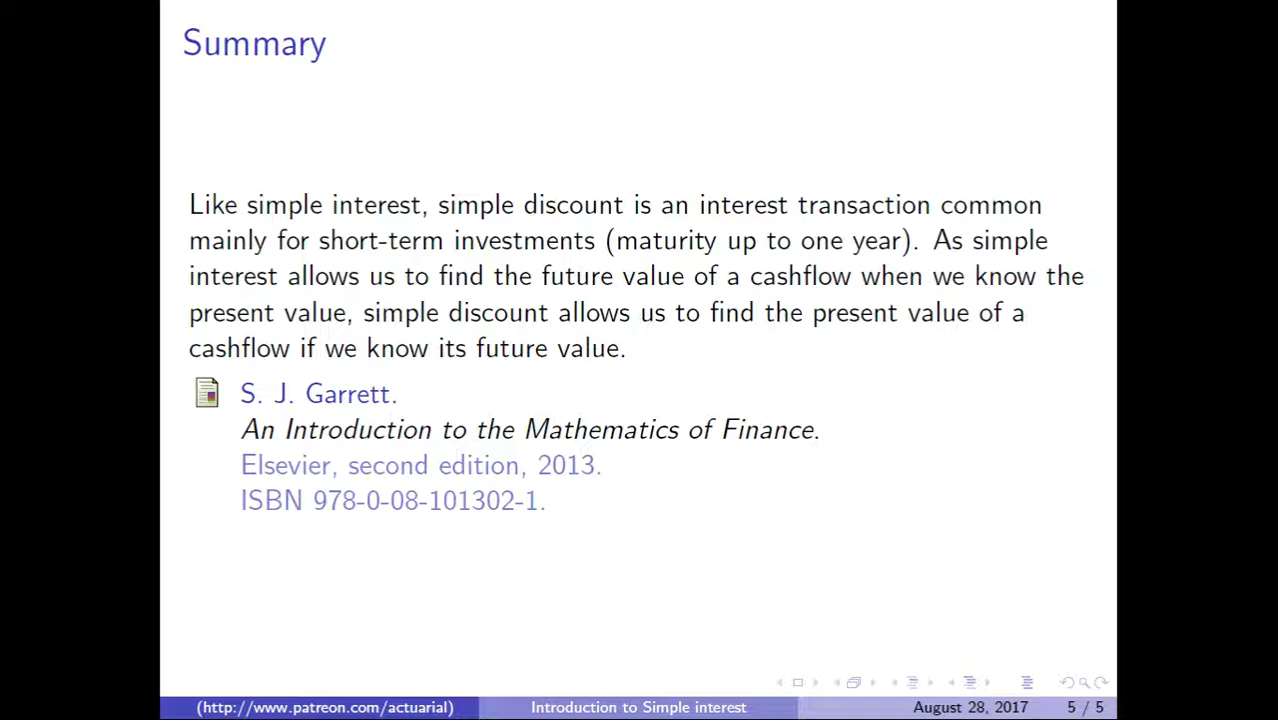 Summary
Like simple interest, simple discount is an interest transaction common
mainly for short-term investments (maturity up to one year). As simple
interest allows us to find the future value of a cashflow when we know the
present value, simple discount allows us to find the present value of a
cashflow if we know its future value.
S. J. Garrett.
An Introduction to the Mathematics of Finance.
Elsevier, second edition, 2013.
ISBN 978-0-08-101302-1.
(http://www.patreon.com/actuarial) Introduction to Simple interest August 28, 2017 5 / 5